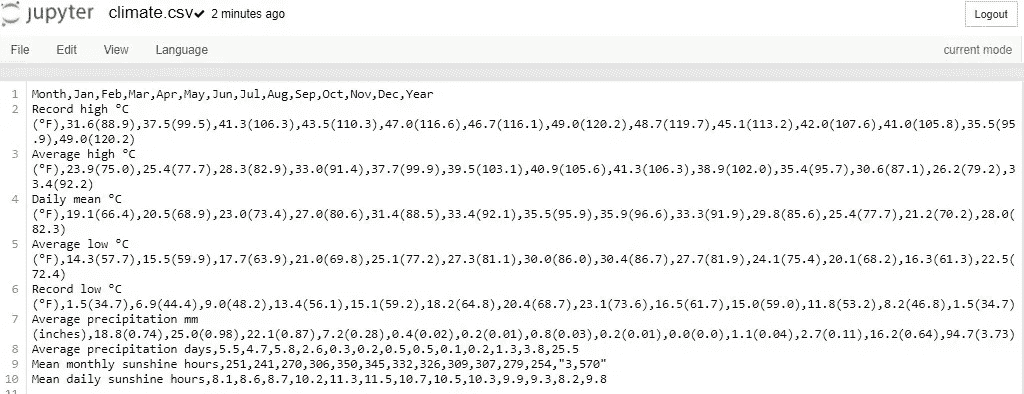 jupyter climate.csv✔ 2 minutes ago Logout
File Edit View Language current mode
1 Month,Jan,Feb,Mar,Apr,May,Jun,Jul,Aug,Sep,Oct,Nov,Dec,Year
2 Record high °C
(°F),31.6(88.9),37.5(99.5),41.3(106.3),43.5(110.3),47.0(116.6),46.7(116.1),49.0(120.2),48.7(119.7),45.1(113.2),42.0(107.6),41.0(105.8),35.5(95
.9),49.0(120.2)
3 Average high °C
(°F),23.9(75.0),25.4(77.7),28.3(82.9),33.0(91.4),37.7(99.9),39.5(103.1),40.9(105.6),41.3(106.3),38.9(102.0),35.4(95.7),30.6(87.1),26.2(79.2),3
3.4(92.2)
4 Daily mean °C
(°F),19.1(66.4),20.5(68.9),23.0(73.4),27.0(80.6),31.4(88.5),33.4(92.1),35.5(95.9),35.9(96.6),33.3(91.9),29.8(85.6),25.4(77.7),21.2(70.2),28.0(
82.3)
5 Average low °C
(°F),14.3(57.7),15.5(59.9),17.7(63.9),21.0(69.8),25.1(77.2),27.3(81.1),30.0(86.0),30.4(86.7),27.7(81.9),24.1(75.4),20.1(68.2),16.3(61.3),22.5(
72.4)
6 Record low °C
(°F),1.5(34.7),6.9(44.4),9.0(48.2),13.4(56.1),15.1(59.2),18.2(64.8),20.4(68.7),23.1(73.6),16.5(61.7),15.0(59.0),11.8(53.2),8.2(46.8),1.5(34.7)
7 Average precipitation mm
(inches),18.8(0.74),25.0(0.98),22.1(0.87),7.2(0.28),0.4(0.02),0.2(0.01),0.8(0.03),0.2(0.01),0.0(0.0),1.1(0.04),2.7(0.11),16.2(0.64),94.7(3.73)
8 Average precipitation days,5.5,4.7,5.8,2.6,0.3,0.2,0.5,0.5,0.1,0.2,1.3,3.8,25.5
9 Mean monthly sunshine hours,251,241,270,306,350,345,332,326,309,307,279,254,"3,570"
10 Mean daily sunshine hours,8.1,8.6,8.7,10.2,11.3,11.5,10.7,10.5,10.3,9.9,9.3,8.2,9.8
11